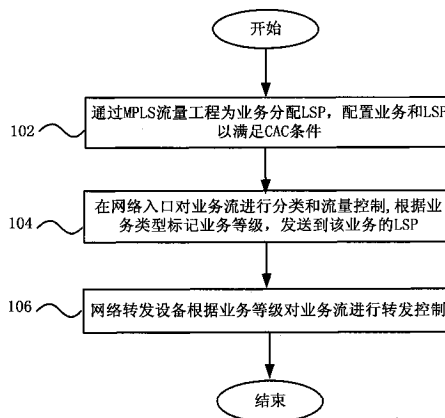 开始
102
通过MPLS流量工程为业务分配LSP，配置业务和LSP
以满足CAC条件
104
在网络入口对业务流进行分类和流量控制,根据业
务类型标记业务等级，发送到该业务的LSP
106
网络转发设备根据业务等级对业务流进行转发控制
结束